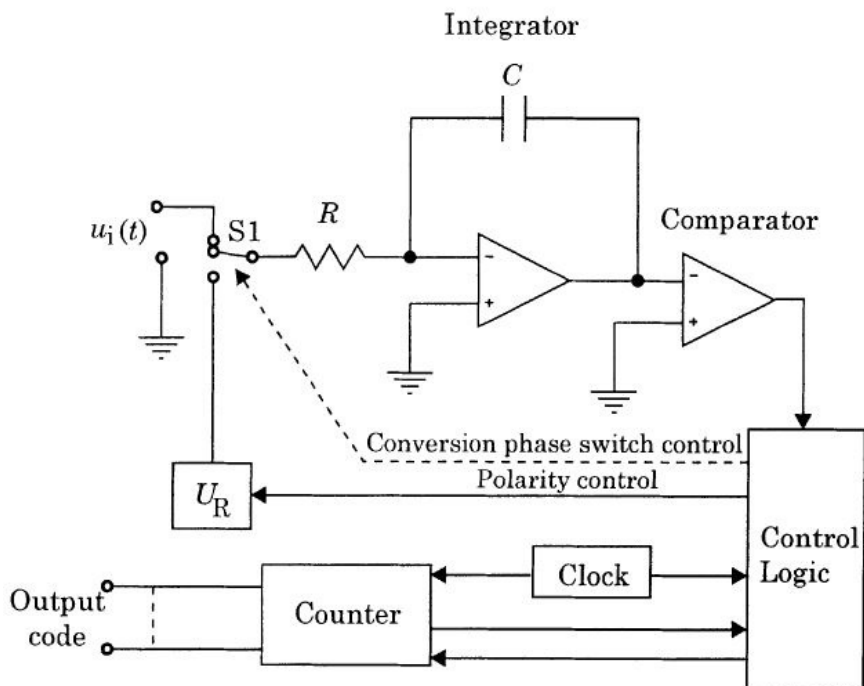 Integrator
C
R
S1
u_i(t)
Comparator
-
+
-
+
Conversion phase switch control
Polarity control
U_R
Control
Logic
Clock
Counter
Output
code